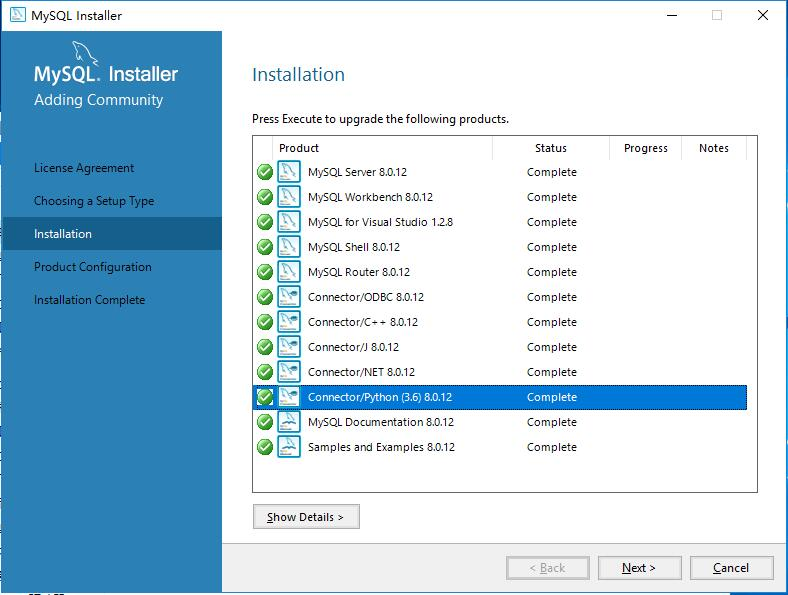 MySQL Installer
MySQL. Installer
Adding Community
License Agreement
Choosing a Setup Type
Installation
Product Configuration
Installation Complete
Installation
Press Execute to upgrade the following products.
Product Status Progress Notes
MySQL Server 8.0.12 Complete
MySQL Workbench 8.0.12 Complete
MySQL for Visual Studio 1.2.8 Complete
MySQL Shell 8.0.12 Complete
MySQL Router 8.0.12 Complete
Connector/ODBC 8.0.12 Complete
Connector/C++ 8.0.12 Complete
Connector/J 8.0.12 Complete
Connector/NET 8.0.12 Complete
Connector/Python (3.6) 8.0.12 Complete
MySQL Documentation 8.0.12 Complete
Samples and Examples 8.0.12 Complete
Show Details >
< Back Next > Cancel